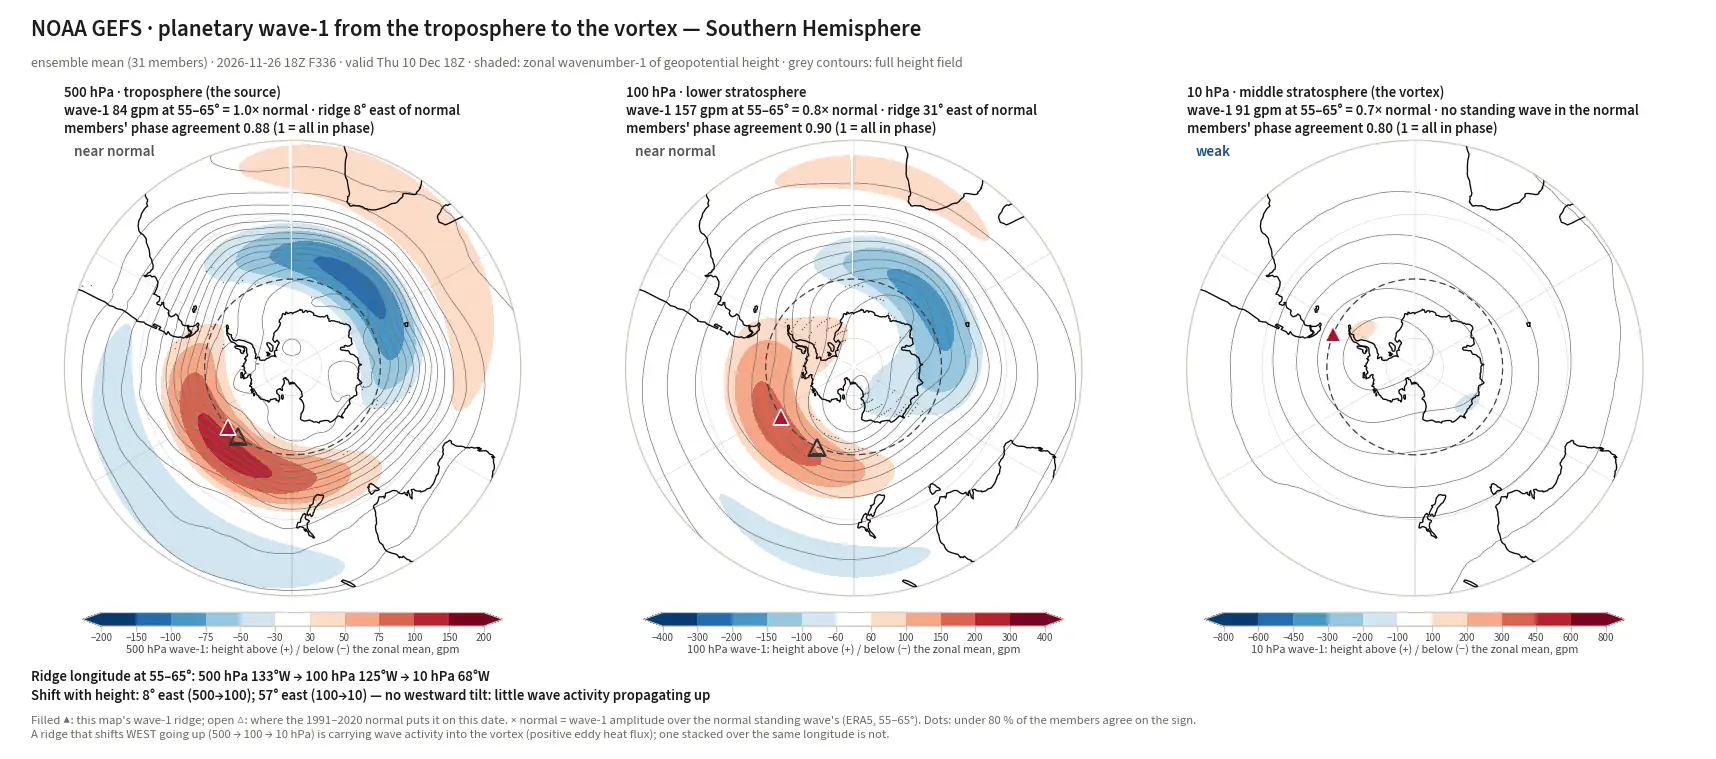 NOAA GEFS · planetary wave-1 from the troposphere to the vortex — Southern Hemisphere
ensemble mean (31 members) · 2026-11-26 18Z F336 · valid Thu 10 Dec 18Z · shaded: zonal wavenumber-1 of geopotential height · grey contours: full height field
500 hPa · troposphere (the source)
wave-1 84 gpm at 55–65° = 1.0× normal · ridge 8° east of normal
members' phase agreement 0.88 (1 = all in phase)
near normal
100 hPa · lower stratosphere
wave-1 157 gpm at 55–65° = 0.8× normal · ridge 31° east of normal
members' phase agreement 0.90 (1 = all in phase)
near normal
10 hPa · middle stratosphere (the vortex)
wave-1 91 gpm at 55–65° = 0.7× normal · no standing wave in the normal
members' phase agreement 0.80 (1 = all in phase)
weak
−200 −150 −100 −75 −50 −30 30 50 75 100 150 200
500 hPa wave-1: height above (+) / below (−) the zonal mean, gpm
−400 −300 −200 −150 −100 −60 60 100 150 200 300 400
100 hPa wave-1: height above (+) / below (−) the zonal mean, gpm
−800 −600 −450 −300 −200 −100 100 200 300 450 600 800
10 hPa wave-1: height above (+) / below (−) the zonal mean, gpm
Ridge longitude at 55–65°: 500 hPa 133°W → 100 hPa 125°W → 10 hPa 68°W
Shift with height: 8° east (500→100); 57° east (100→10) — no westward tilt: little wave activity propagating up
Filled ▲: this map's wave-1 ridge; open △: where the 1991–2020 normal puts it on this date. × normal = wave-1 amplitude over the normal standing wave's (ERA5, 55–65°). Dots: under 80 % of the members agree on the sign.
A ridge that shifts WEST going up (500 → 100 → 10 hPa) is carrying wave activity into the vortex (positive eddy heat flux); one stacked over the same longitude is not.